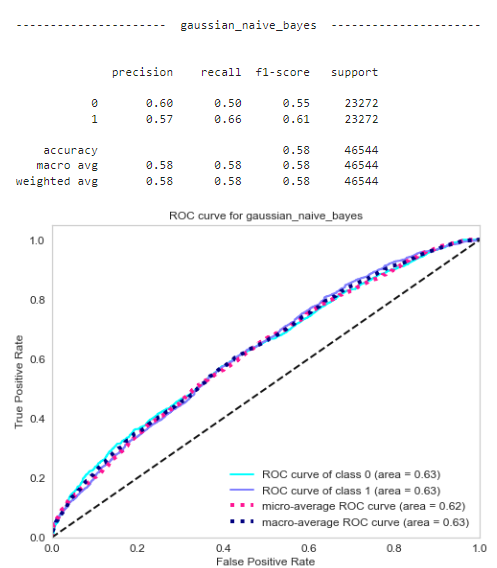 ---------------------- gaussian_naive_bayes ----------------------
precision recall f1-score support
0 0.60 0.50 0.55 23272
1 0.57 0.66 0.61 23272
accuracy 0.58 46544
macro avg 0.58 0.58 0.58 46544
weighted avg 0.58 0.58 0.58 46544
ROC curve for gaussian_naive_bayes
1.0
0.8
0.6
0.4
0.2
0.0
True Positive Rate
ROC curve of class 0 (area = 0.63)
ROC curve of class 1 (area = 0.63)
micro-average ROC curve (area = 0.62)
macro-average ROC curve (area = 0.63)
0.0 0.2 0.4 0.6 0.8 1.0
False Positive Rate